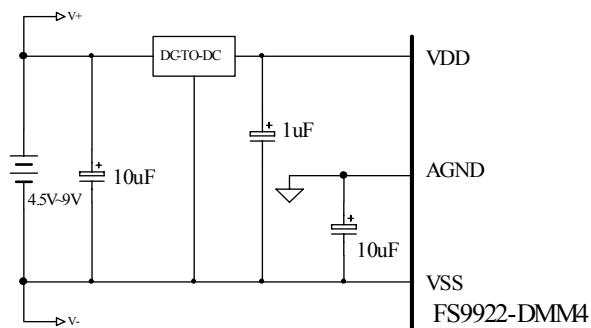 V+
DC-TO-DC
VDD
+
1uF
+
10uF
4.5V~9V
AGND
+
10uF
VSS
V-
FS9922-DMM4